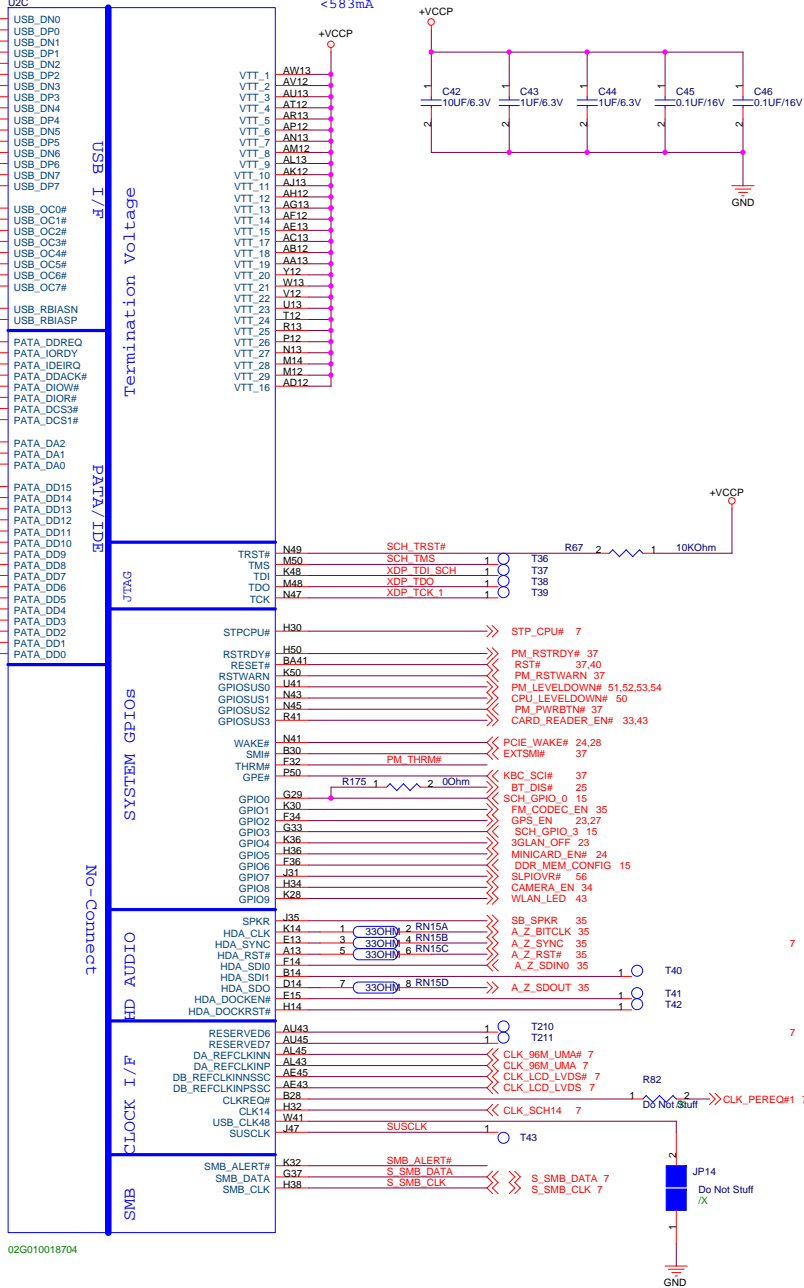 U2C
<583mA
USB_DN0
USB_DP0
USB_DN1
USB_DP1
USB_DN2
USB_DP2
USB_DN3
USB_DP3
USB_DN4
USB_DP4
USB_DN5
USB_DP5
USB_DN6
USB_DP6
USB_DN7
USB_DP7
USB_OC0#
USB_OC1#
USB_OC2#
USB_OC3#
USB_OC4#
USB_OC5#
USB_OC6#
USB_OC7#
USB_RBIASN
USB_RBIASP
USB I/F
PATA_DDREQ
PATA_IORDY
PATA_IDEIRQ
PATA_DDACK#
PATA_DIOW#
PATA_DIOR#
PATA_DCS3#
PATA_DCS1#
PATA_DA2
PATA_DA1
PATA_DA0
PATA_DD15
PATA_DD14
PATA_DD13
PATA_DD12
PATA_DD11
PATA_DD10
PATA_DD9
PATA_DD8
PATA_DD7
PATA_DD6
PATA_DD5
PATA_DD4
PATA_DD3
PATA_DD2
PATA_DD1
PATA_DD0
PATA/IDE
No-Connect
Termination Voltage
+VCCP
VTT_1 AW13
VTT_2 AV12
VTT_3 AU13
VTT_4 AT12
VTT_5 AR13
VTT_6 AP12
VTT_7 AN13
VTT_8 AM12
VTT_9 AL13
VTT_10 AK12
VTT_11 AJ13
VTT_12 AH12
VTT_13 AG13
VTT_14 AF12
VTT_15 AE13
VTT_17 AC13
VTT_18 AB12
VTT_19 AA13
VTT_20 Y12
VTT_21 W13
VTT_22 V12
VTT_23 U13
VTT_24 T12
VTT_25 R13
VTT_26 P12
VTT_27 N13
VTT_28 M14
VTT_29 M12
VTT_16 AD12
+VCCP
1 C42 10UF/6.3V 2
1 C43 1UF/6.3V 2
1 C44 1UF/6.3V 2
1 C45 0.1UF/16V 2
1 C46 0.1UF/16V 2
GND
JTAG
+VCCP
TRST# N49 SCH_TRST# R67 2 1 10KOhm
TMS M50 SCH_TMS 1 T36
TDI K48 XDP_TDI_SCH 1 T37
TDO M48 XDP_TDO 1 T38
TCK N47 XDP_TCK_1 1 T39
SYSTEM GPIOs
STPCPU# H30 STP_CPU# 7
RSTRDY# H50 PM_RSTRDY# 37
RESET# BA41 RST# 37,40
RSTWARN K50 PM_RSTWARN 37
GPIOSUS0 U41 PM_LEVELDOWN# 51,52,53,54
GPIOSUS1 N43 CPU_LEVELDOWN# 50
GPIOSUS2 N45 PM_PWRBTN# 37
GPIOSUS3 R41 CARD_READER_EN# 33,43
WAKE# N41 PCIE_WAKE# 24,28
SMI# B30 EXTSMI# 37
THRM# F32 PM_THRM#
GPE# P50 KBC_SCI# 37
R175 1 2 0Ohm BT_DIS# 25
GPIO0 G29 SCH_GPIO_0 15
GPIO1 K30 FM_CODEC_EN 35
GPIO2 F34 GPS_EN 23,27
GPIO3 G33 SCH_GPIO_3 15
GPIO4 K36 3GLAN_OFF 23
GPIO5 H36 MINICARD_EN# 24
GPIO6 F36 DDR_MEM_CONFIG 15
GPIO7 J31 SLPIOVR# 56
GPIO8 H34 CAMERA_EN 34
GPIO9 K28 WLAN_LED 43
HD AUDIO
SPKR J35 SB_SPKR 35
HDA_CLK K14 1 33OHM 2 RN15A A_Z_BITCLK 35
HDA_SYNC E13 3 33OHM 4 RN15B A_Z_SYNC 35
HDA_RST# A13 5 33OHM 6 RN15C A_Z_RST# 35
HDA_SDI0 F14 A_Z_SDIN0 35
HDA_SDI1 B14 1 T40
HDA_SDO D14 7 33OHM 8 RN15D A_Z_SDOUT 35
HDA_DOCKEN# E15 1 T41
HDA_DOCKRST# H14 1 T42
7
7
CLOCK I/F
RESERVED6 AU43 1 T210
RESERVED7 AU45 1 T211
DA_REFCLKINN AL45 CLK_96M_UMA# 7
DA_REFCLKINP AL43 CLK_96M_UMA 7
DB_REFCLKINNSSC AE45 CLK_LCD_LVDS# 7
DB_REFCLKINPSSC AE43 CLK_LCD_LVDS 7
CLKREQ# B28 1 R82 2 Do Not Stuff CLK_PEREQ#1 7
CLK14 H32 CLK_SCH14 7
USB_CLK48 W41
SUSCLK J47 SUSCLK 1 T43
SMB
SMB_ALERT# K32 SMB_ALERT#
SMB_DATA G37 S_SMB_DATA S_SMB_DATA 7
SMB_CLK H38 S_SMB_CLK S_SMB_CLK 7
2 JP14 Do Not Stuff /X 1
GND
02G010018704